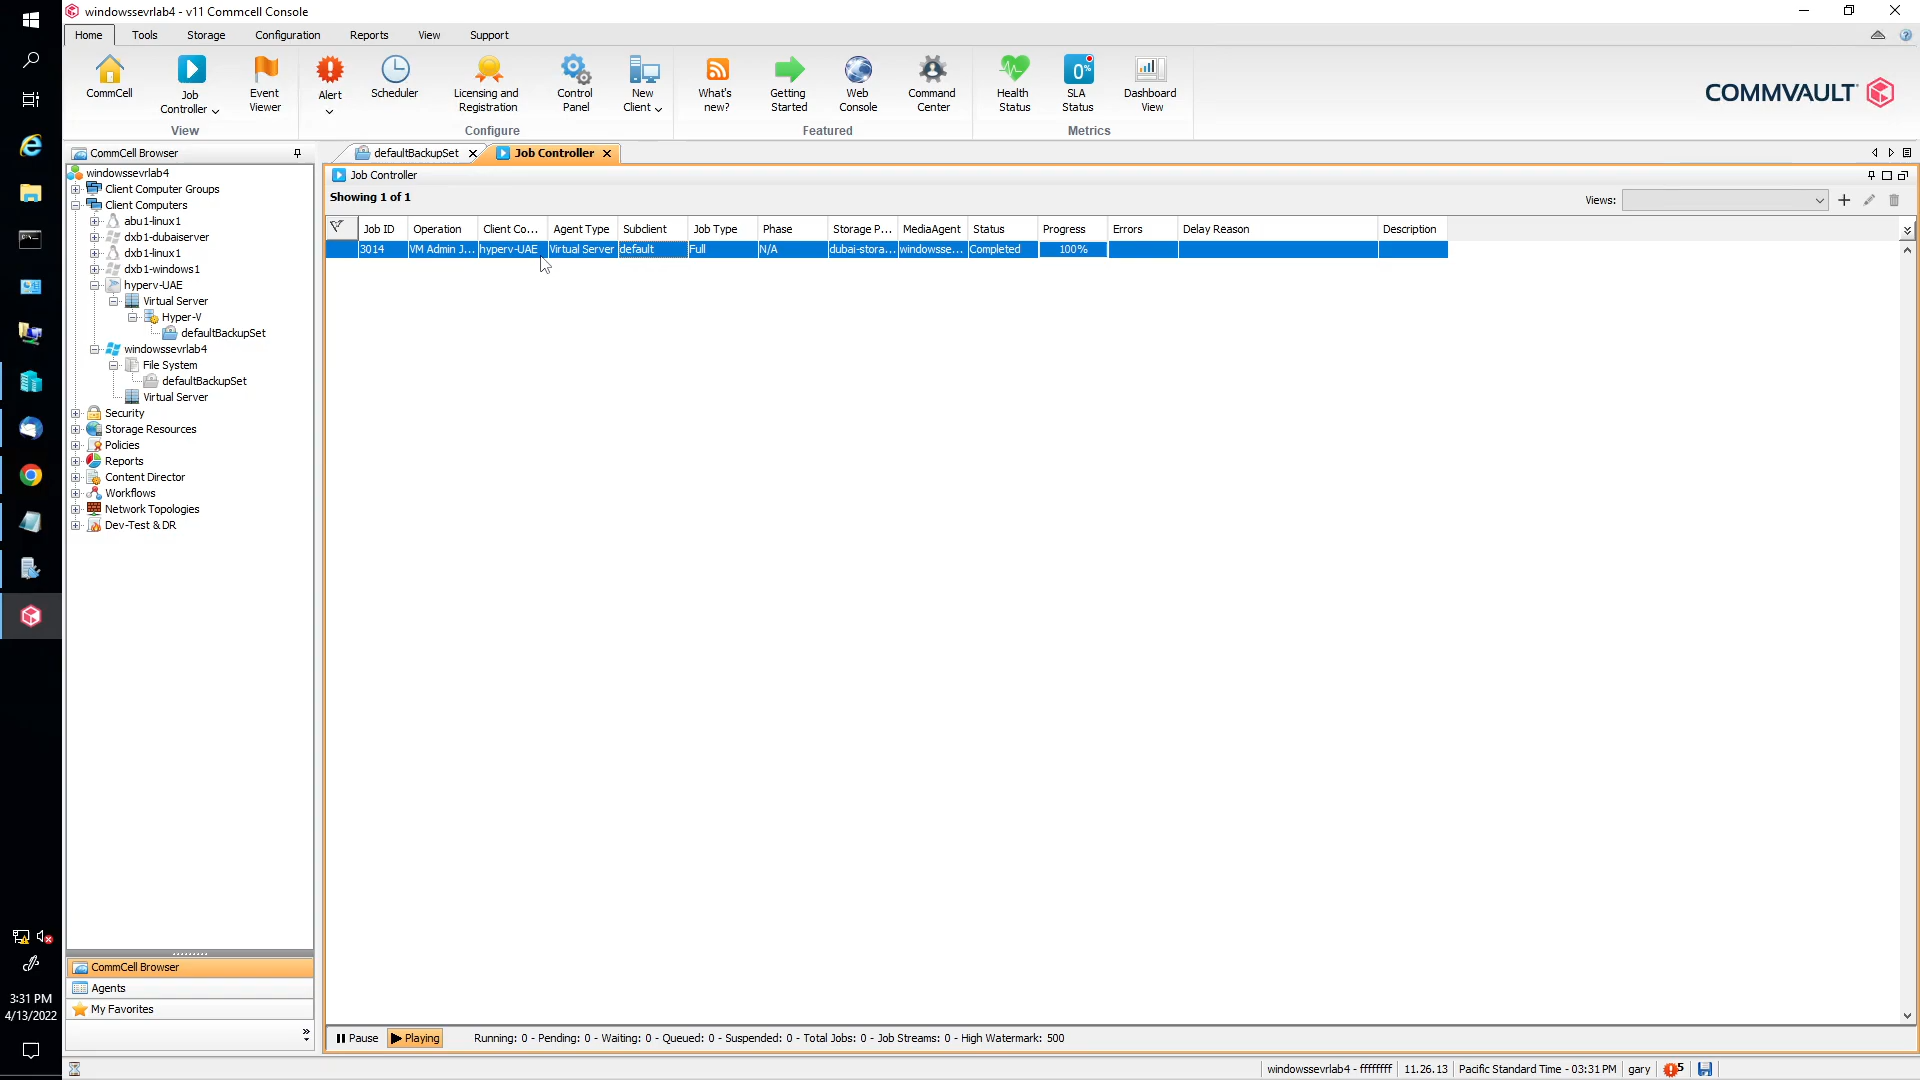 windowssevrlab4 - v11 Commcell Console
Home Tools Storage Configuration Reports View Support
CommCell
Job Controller
Event Viewer
View
Alert
Scheduler
Licensing and Registration
Control Panel
New Client
Configure
What's new?
Getting Started
Web Console
Command Center
Featured
Health Status
0%
SLA Status
Dashboard View
Metrics
COMMVAULT
CommCell Browser
windowssevrlab4
Client Computer Groups
Client Computers
abu1-linux1
dxb1-dubaiserver
dxb1-linux1
dxb1-windows1
hyperv-UAE
Virtual Server
Hyper-V
defaultBackupSet
windowssevrlab4
File System
defaultBackupSet
Virtual Server
Security
Storage Resources
Policies
Reports
Content Director
Workflows
Network Topologies
Dev-Test & DR
CommCell Browser
Agents
My Favorites
defaultBackupSet Job Controller
Job Controller
Showing 1 of 1 Views:
Job ID Operation Client Co... Agent Type Subclient Job Type Phase Storage P... MediaAgent Status Progress Errors Delay Reason Description
3014 VM Admin J... hyperv-UAE Virtual Server default Full N/A dubai-stora... windowsse... Completed 100%
Pause Playing Running: 0 - Pending: 0 - Waiting: 0 - Queued: 0 - Suspended: 0 - Total Jobs: 0 - Job Streams: 0 - High Watermark: 500
windowssevrlab4 - ffffffff 11.26.13 Pacific Standard Time - 03:31 PM gary 5
3:31 PM
4/13/2022